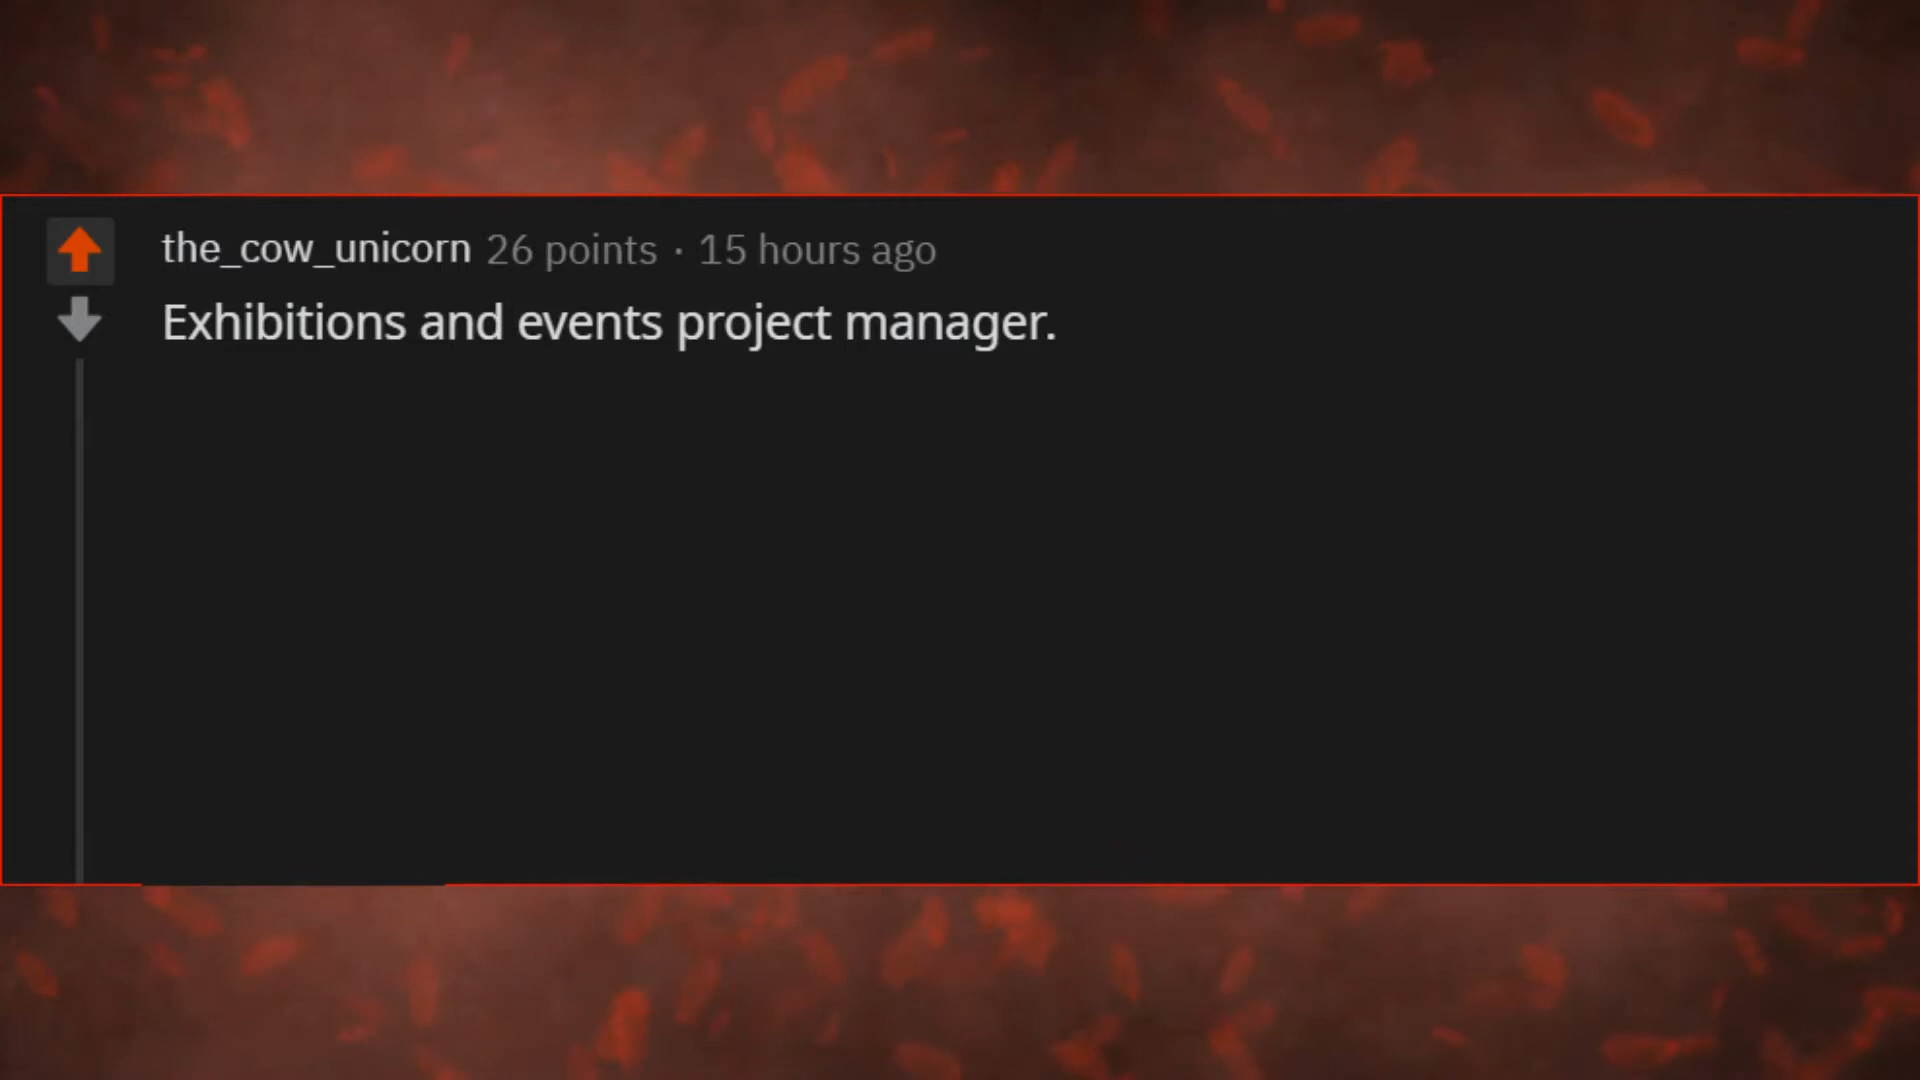 the_cow_unicorn 26 points · 15 hours ago
Exhibitions and events project manager.